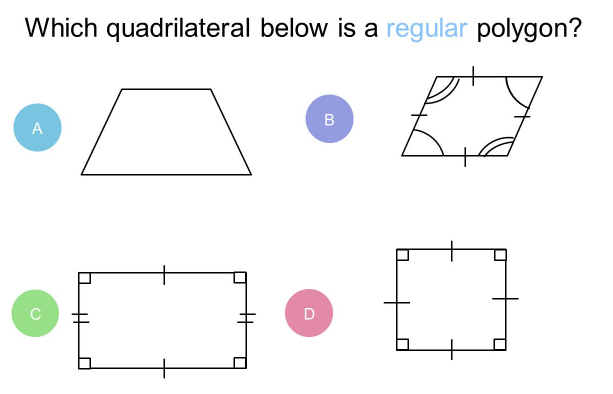 Which quadrilateral below is a regular polygon?
A
B
C
D